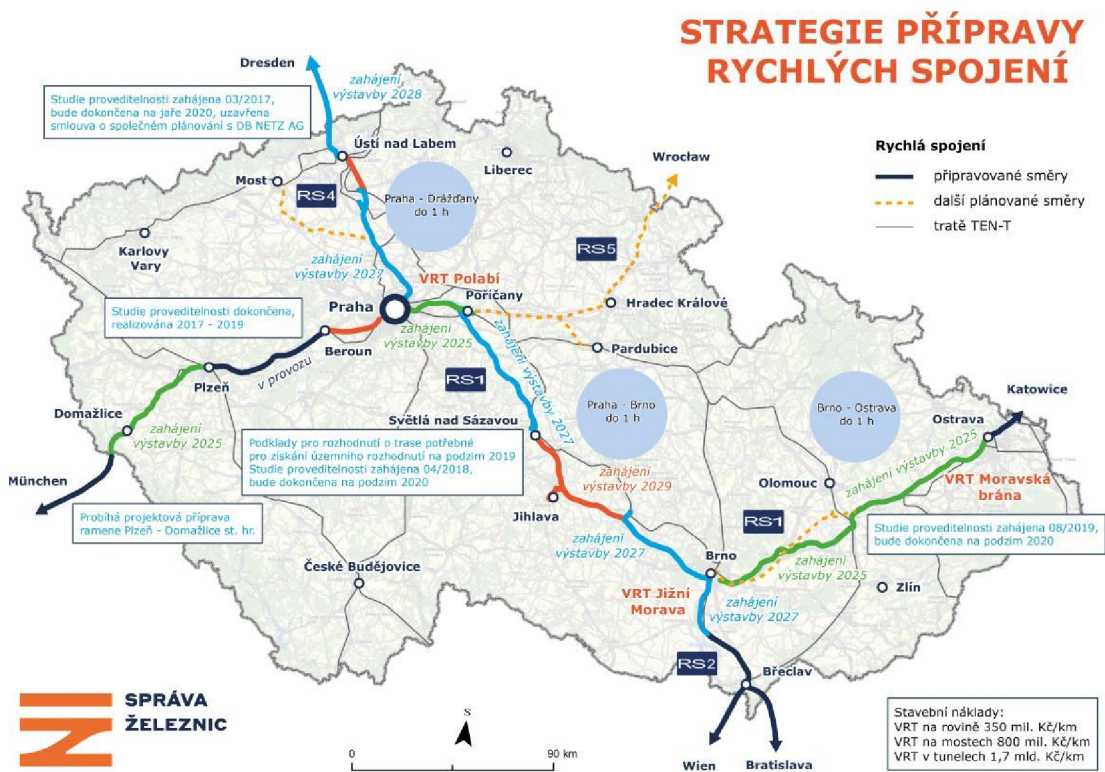 STRATEGIE PŘÍPRAVY
RYCHLÝCH SPOJENÍ
Dresden
zahájení
výstavby 2028
Studie proveditelnosti zahájena 03/2017,
bude dokončena na jaře 2020, uzavřena
smlouva o společném plánování s DB NETZ AG
Ústí nad Labem
Liberec
Wrocław
Rychlá spojení
připravované směry
další plánované směry
tratě TEN-T
Most
RS4
Praha - Drážďany
do 1 h
Karlovy
Vary
RS5
zahájení
výstavby 2027
VRT Polabí
Poříčany
Hradec Králové
Studie proveditelnosti dokončena,
realizována 2017 - 2019
Praha
zahájení
výstavby 2025
zahájení
výstavby 2027
Beroun
Pardubice
v provozu
Plzeň
RS1
Praha - Brno
do 1 h
Brno - Ostrava
do 1 h
Katowice
Domažlice
zahájení
výstavby 2025
Světlá nad Sázavou
Ostrava
zahájení
výstavby 2025
Podklady pro rozhodnutí o trase potřebné
pro získání územního rozhodnutí na podzim 2019
Studie proveditelnosti zahájena 04/2018,
bude dokončena na podzim 2020
zahájení
výstavby 2029
VRT Moravská
brána
München
Olomouc
Jihlava
RS1
Probíhá projektová příprava
ramene Plzeň - Domažlice st. hr.
Studie proveditelnosti zahájena 08/2019,
bude dokončena na podzim 2020
zahájení
výstavby 2027
Brno
zahájení
výstavby 2025
České Budějovice
Zlín
VRT Jižní
Morava
zahájení
výstavby 2027
RS2
Břeclav
SPRÁVA
ŽELEZNIC
S
0
90 km
Wien
Bratislava
Stavební náklady:
VRT na rovině 350 mil. Kč/km
VRT na mostech 800 mil. Kč/km
VRT v tunelech 1,7 mld. Kč/km